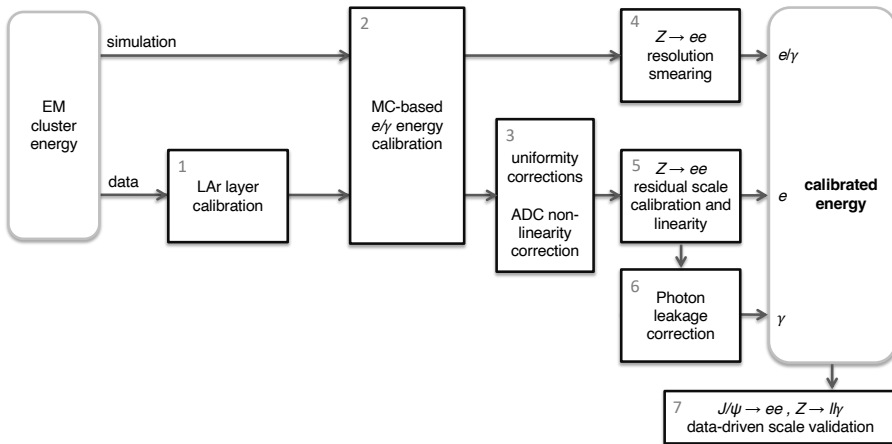 EM
cluster
energy
simulation
data
1
LAr layer
calibration
2
MC-based
e/γ energy
calibration
3
uniformity
corrections
ADC non-
linearity
correction
4
Z → ee
resolution
smearing
5
Z → ee
residual scale
calibration and
linearity
6
Photon
leakage
correction
e/γ
e
γ
calibrated
energy
7
J/ψ → ee , Z → llγ
data-driven scale validation